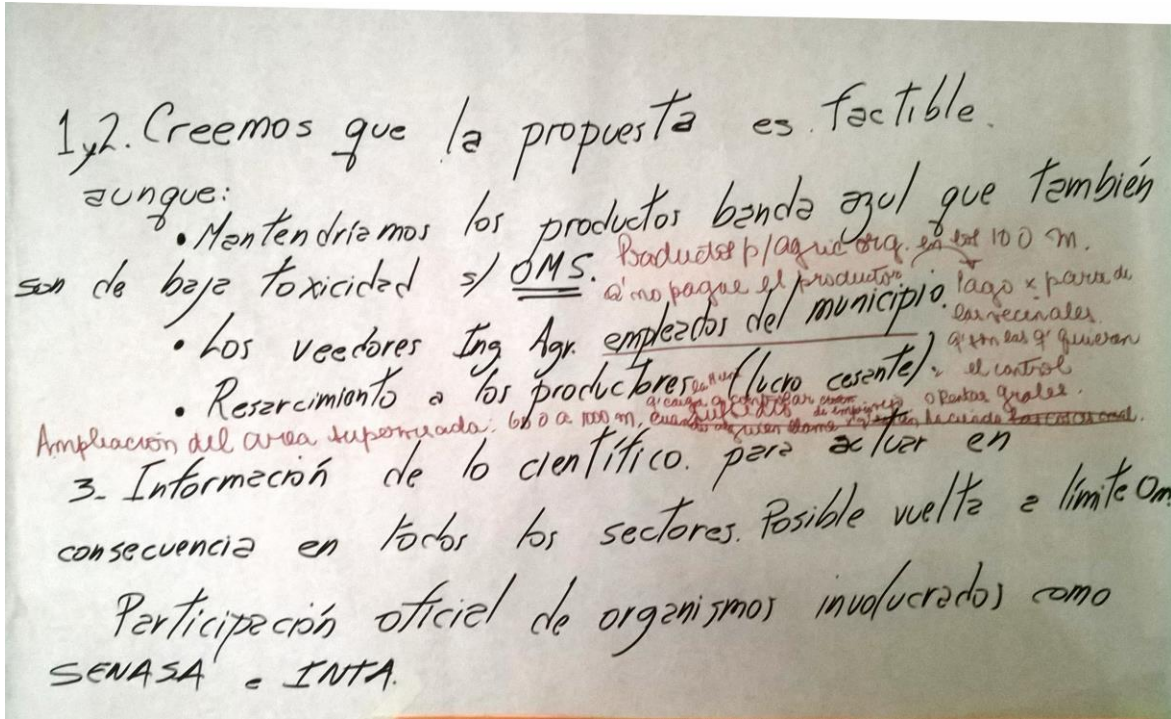 1y2. Creemos que la propuesta es factible.
aunque:
• Mantendríamos los productos banda azul que también
son de baja toxicidad s/ OMS.
Productos p/agric org. en los 100 m.
q' no pague el productor
pago x parte de
las vecinales.
q' son las q' quieran
el control
• Los veedores Ing Agr. empleados del municipio.
• Resarcimiento a los productores (lucro cesante).
o Rentas grales.
Ampliación del area supervisada: 600 a 1000 m,
3- Información de lo científico. para actuar en
consecuencia en todos los sectores. Posible vuelta a límite 0m
Participación oficial de organismos involucrados como
SENASA e INTA.